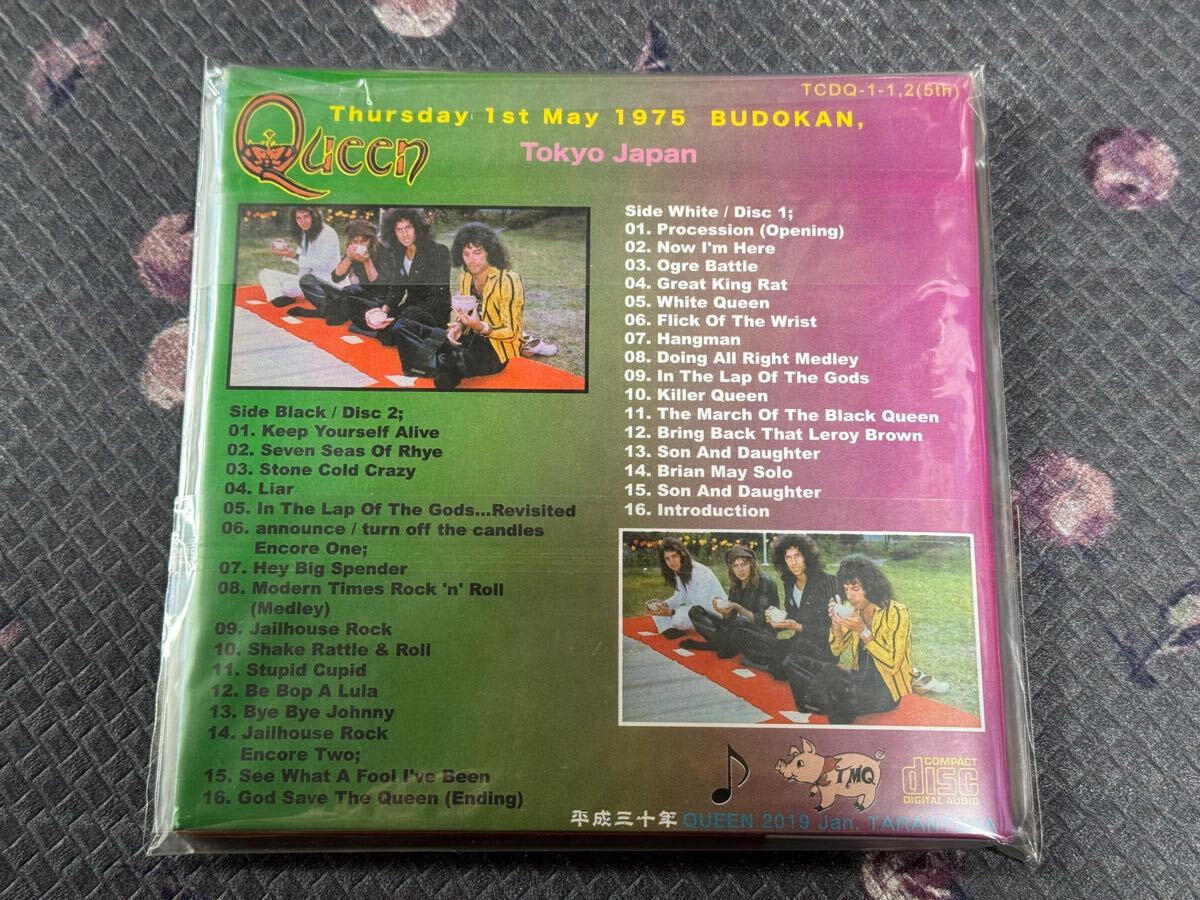 TCDQ-1-1,2(5th)
Queen
Thursday 1st May 1975 BUDOKAN,
Tokyo Japan
Side White / Disc 1;
01. Procession (Opening)
02. Now I'm Here
03. Ogre Battle
04. Great King Rat
05. White Queen
06. Flick Of The Wrist
07. Hangman
08. Doing All Right Medley
09. In The Lap Of The Gods
10. Killer Queen
11. The March Of The Black Queen
12. Bring Back That Leroy Brown
13. Son And Daughter
14. Brian May Solo
15. Son And Daughter
16. Introduction
Side Black / Disc 2;
01. Keep Yourself Alive
02. Seven Seas Of Rhye
03. Stone Cold Crazy
04. Liar
05. In The Lap Of The Gods...Revisited
06. announce / turn off the candles
Encore One;
07. Hey Big Spender
08. Modern Times Rock 'n' Roll
(Medley)
09. Jailhouse Rock
10. Shake Rattle & Roll
11. Stupid Cupid
12. Be Bop A Lula
13. Bye Bye Johnny
14. Jailhouse Rock
Encore Two;
15. See What A Fool I've Been
16. God Save The Queen (Ending)
TMQ
COMPACT
disc
DIGITAL AUDIO
平成三十年 QUEEN 2019 Jan. TARANTURA